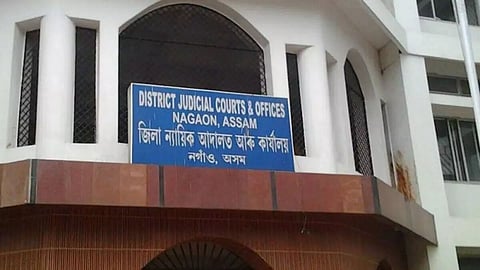 DISTRICT JUDICIAL COURTS & OFFICES
NAGAON, ASSAM
জিলা ন্যায়িক আদালত আৰু কাৰ্যালয়
নগাঁও, অসম